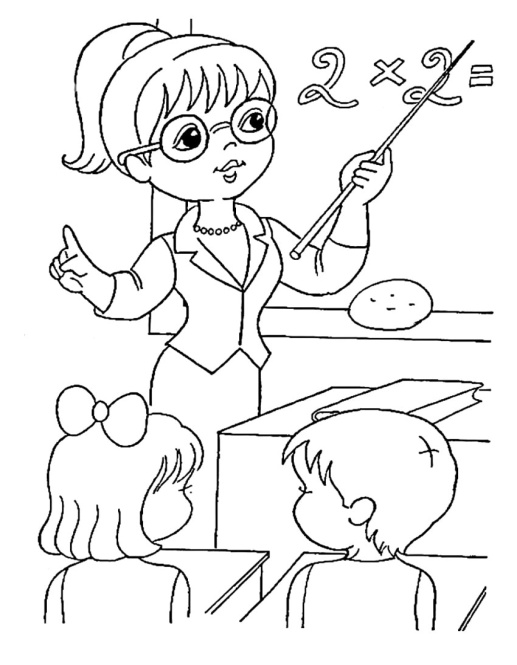 2 × 2 =